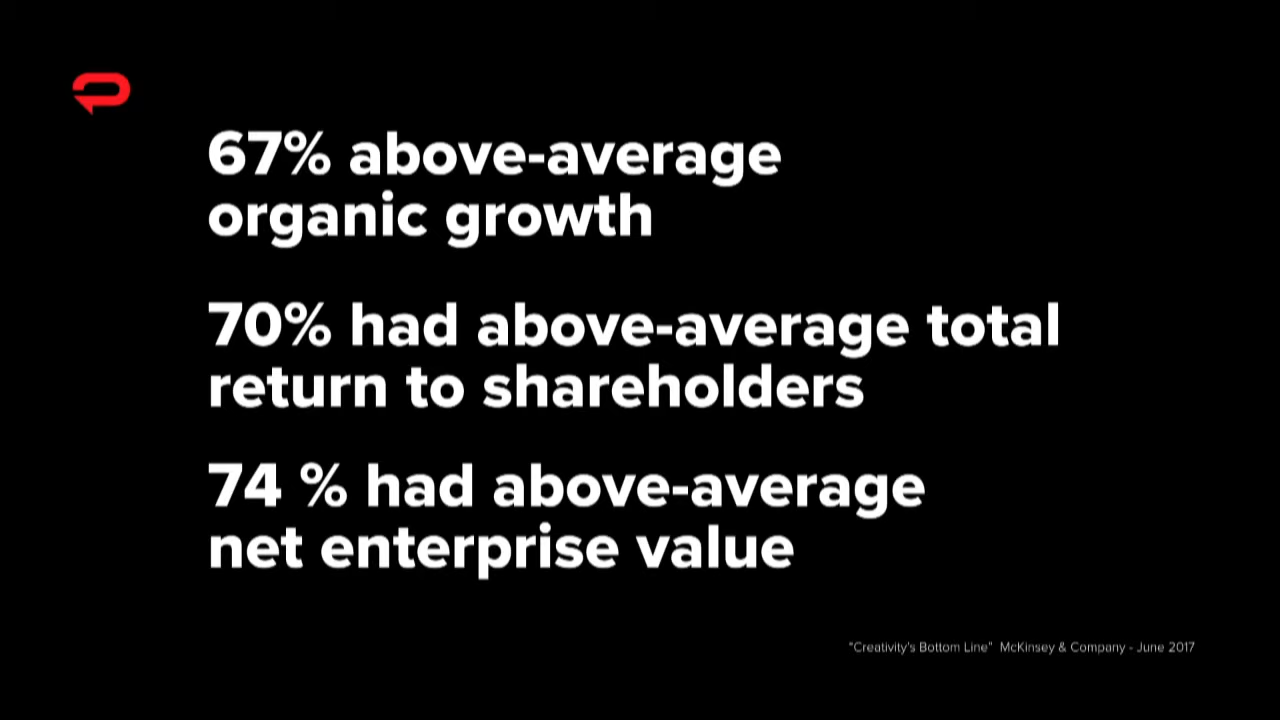 67% above-average
organic growth
70% had above-average total
return to shareholders
74 % had above-average
net enterprise value
"Creativity's Bottom Line" McKinsey & Company - June 2017